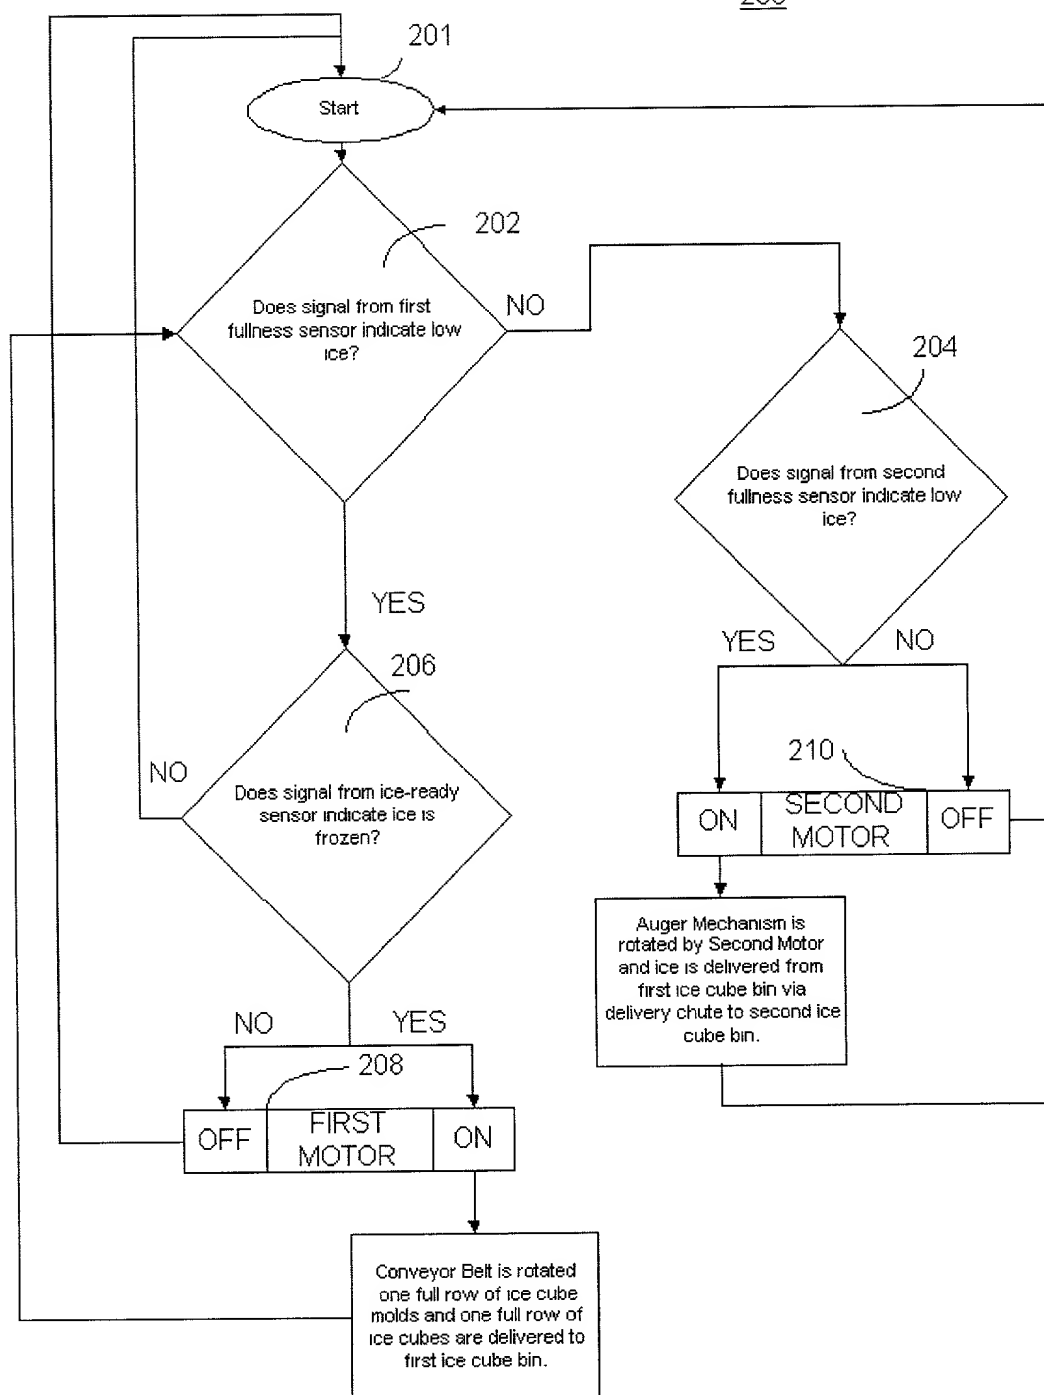 201
Start
202
Does signal from first
fullness sensor indicate low
ice?
NO
204
Does signal from second
fullness sensor indicate low
ice?
YES
206
YES
NO
NO
Does signal from ice-ready
sensor indicate ice is
frozen?
210
ON
SECOND
MOTOR
OFF
Auger Mechanism is
rotated by Second Motor
and ice is delivered from
first ice cube bin via
delivery chute to second ice
cube bin.
NO
YES
208
OFF
FIRST
MOTOR
ON
Conveyor Belt is rotated
one full row of ice cube
molds and one full row of
ice cubes are delivered to
first ice cube bin.